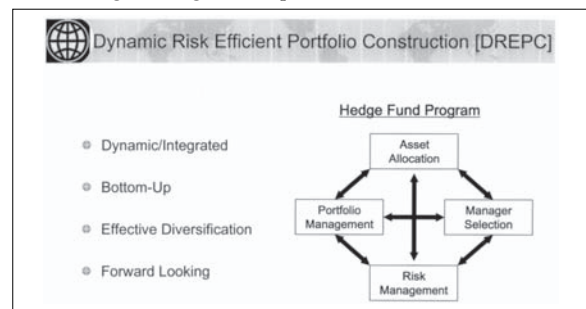 Dynamic Risk Efficient Portfolio Construction [DREPC]
Dynamic/Integrated
Bottom-Up
Effective Diversification
Forward Looking
Hedge Fund Program
Asset
Allocation
Portfolio
Management
Manager
Selection
Risk
Management